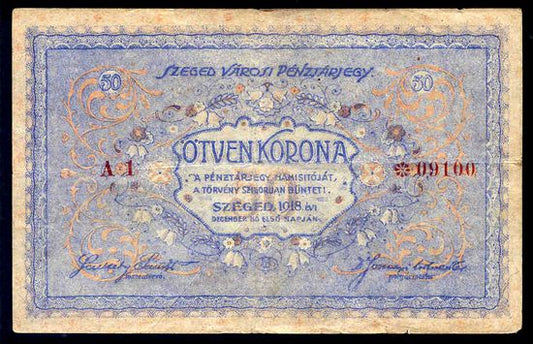 50 50
SZEGED VÁROSI PÉNZTÁRJEGY.
ÖTVEN KORONA
A 1 09100
"A PÉNZTÁRJEGY HAMISITÓJÁT,
A TÖRVÉNY SZIGORUAN BÜNTETI.
SZEGED, 1918. ÉVI
DECEMBER HÓ ELSŐ NAPJÁN.